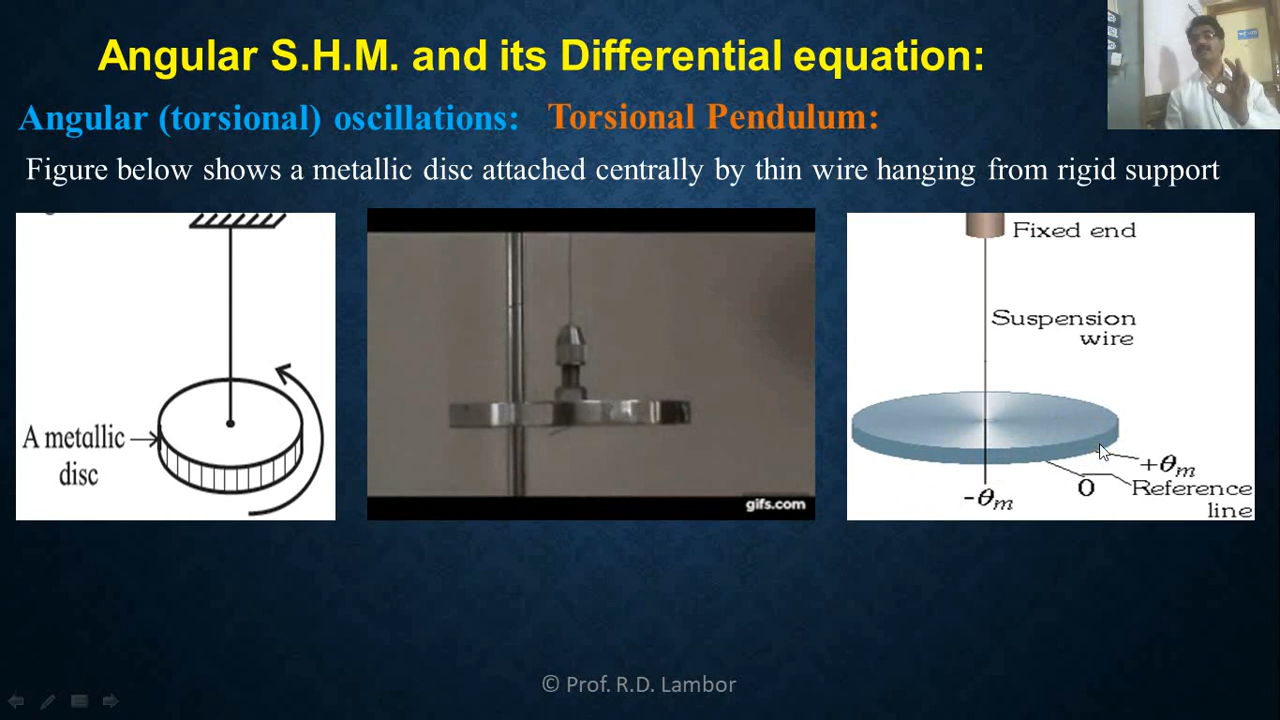 Angular S.H.M. and its Differential equation:
Angular (torsional) oscillations: Torsional Pendulum:
Figure below shows a metallic disc attached centrally by thin wire hanging from rigid support
A metallic
disc
gifs.com
Fixed end
Suspension
wire
+θm
-θm
0
Reference
line
© Prof. R.D. Lambor